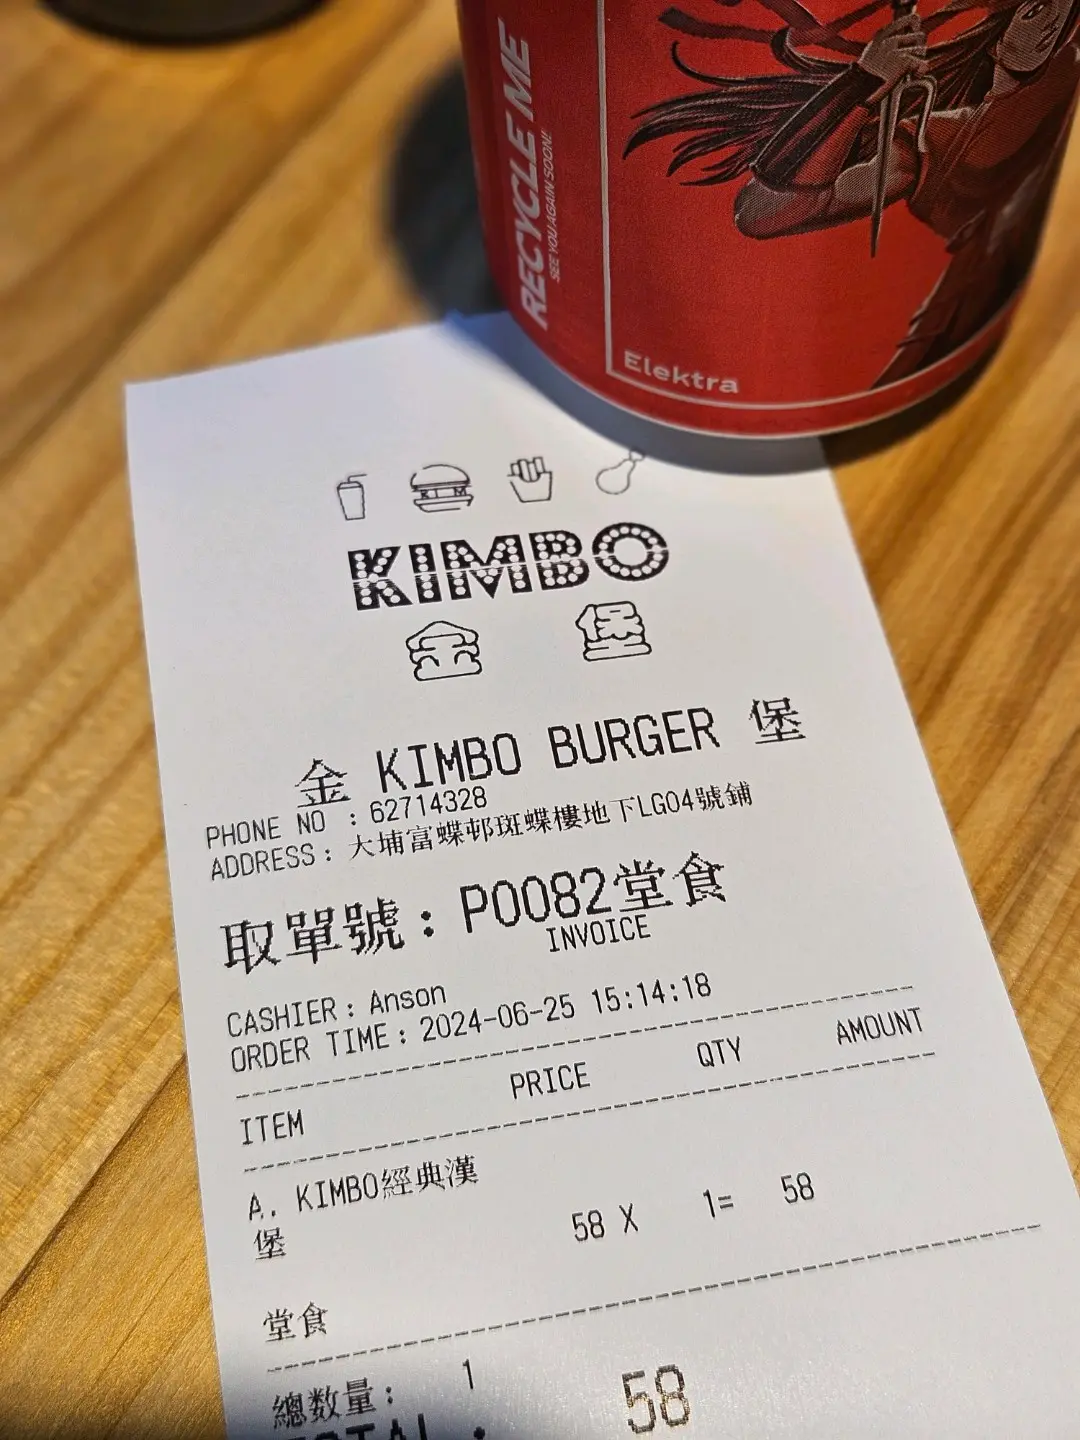 RECYCLE ME
SEE YOU AGAIN SOON!
Elektra
KIMBO
金堡
金 KIMBO BURGER 堡
PHONE NO : 62714328
ADDRESS: 大埔富蝶邨斑蝶樓地下LG04號鋪
取單號: P0082堂食
INVOICE
CASHIER: Anson
ORDER TIME: 2024-06-25 15:14:18
ITEM PRICE QTY AMOUNT
A. KIMBO經典漢
堡 58 X 1= 58
堂食
總数量: 1
TOTAL : 58